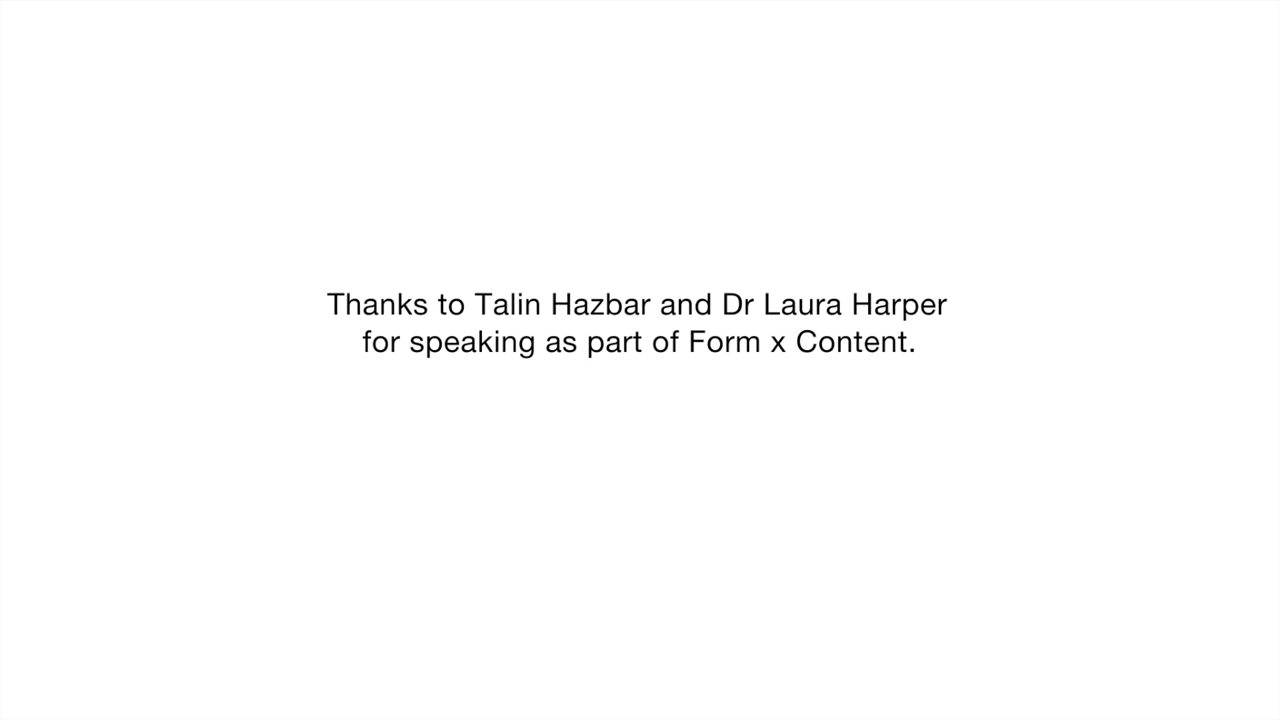 Thanks to Talin Hazbar and Dr Laura Harper
for speaking as part of Form x Content.